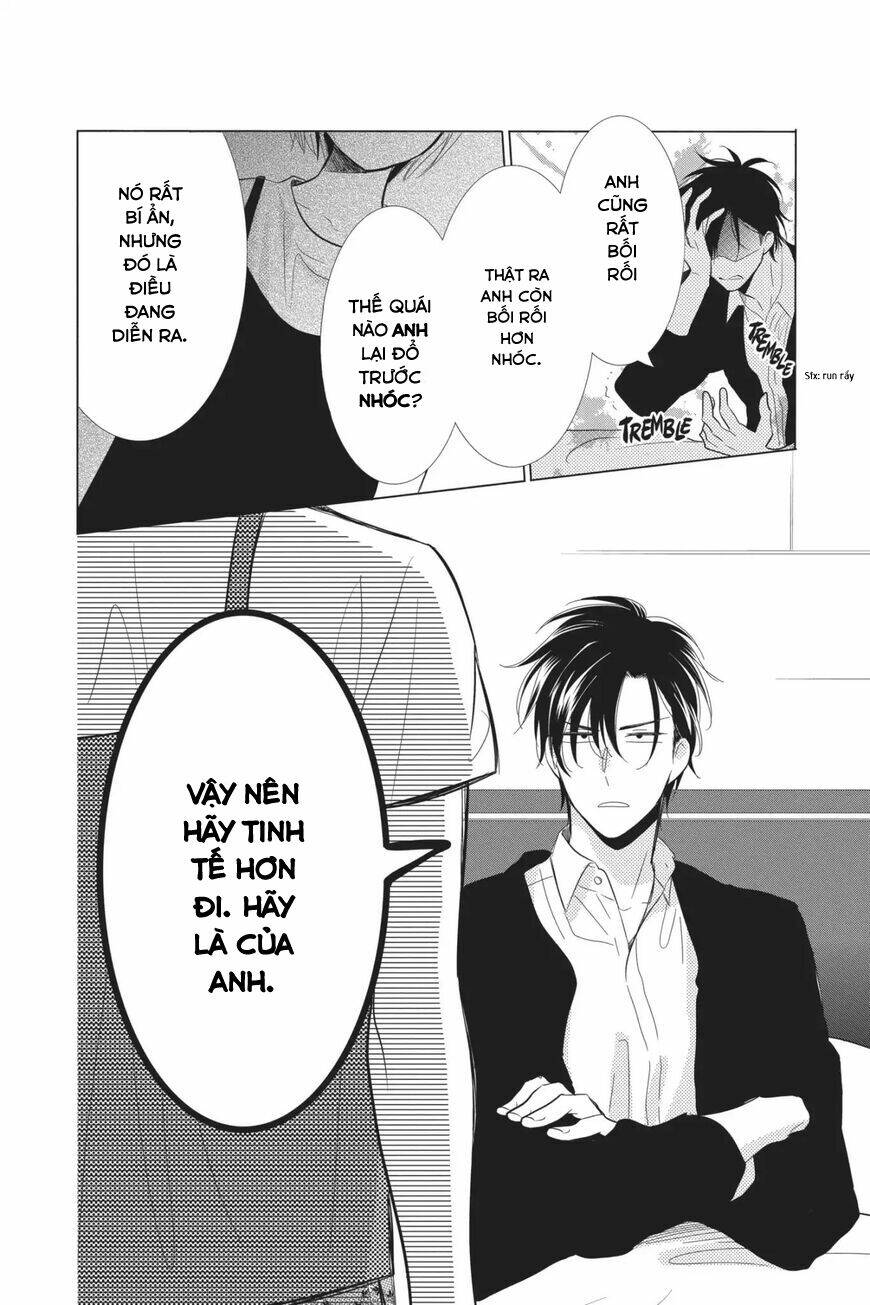 ANH
CŨNG
RẤT
BỐI
RỐI
THẬT RA
ANH CÒN
BỐI RỐI
HƠN
NHÓC.
THẾ QUÁI
NÀO ANH
LẠI ĐỔ
TRƯỚC
NHÓC?
NÓ RẤT
BÍ ẨN,
NHƯNG
ĐÓ LÀ
ĐIỀU
ĐANG
DIỄN RA.
TREMBLE
Sfx: run rẩy
TREMBLE
VẬY NÊN
HÃY TINH
TẾ HƠN
ĐI. HÃY
LÀ CỦA
ANH.